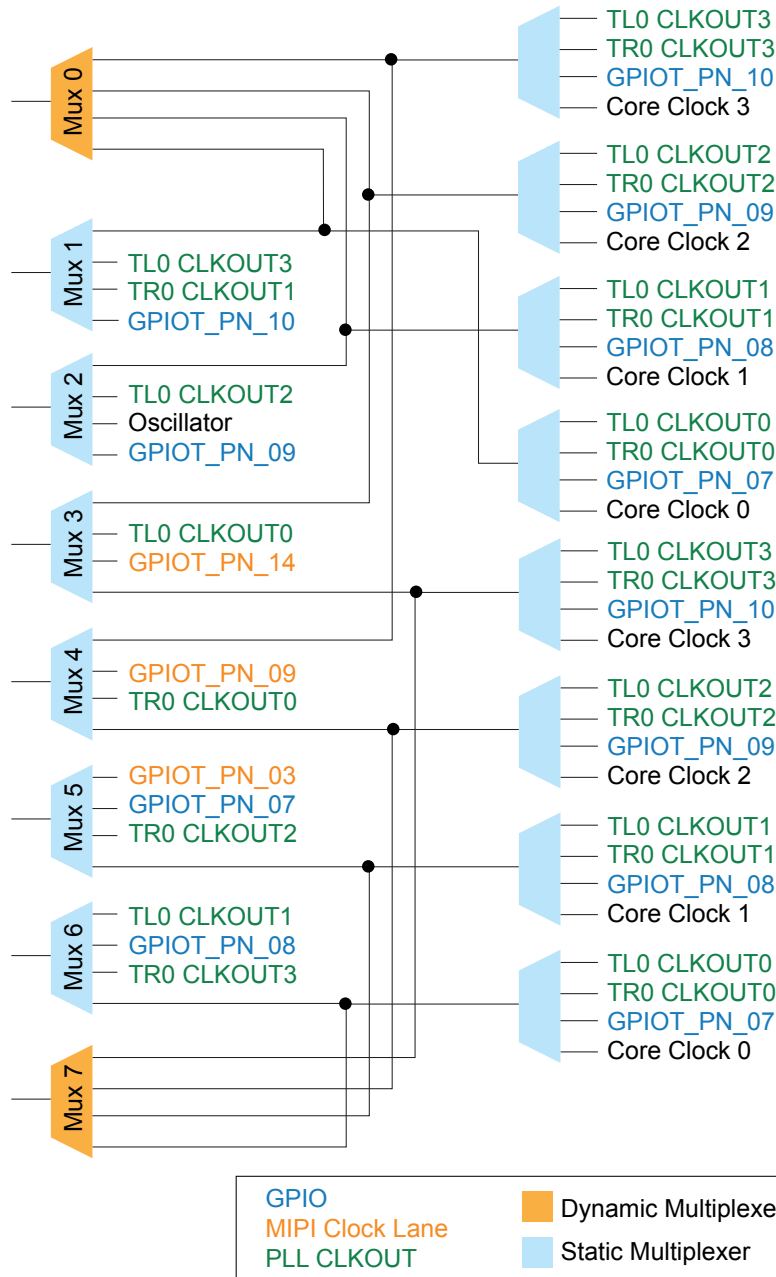 Mux 0
Mux 1
TL0 CLKOUT3
TR0 CLKOUT1
GPIOT_PN_10
Mux 2
TL0 CLKOUT2
Oscillator
GPIOT_PN_09
Mux 3
TL0 CLKOUT0
GPIOT_PN_14
Mux 4
GPIOT_PN_09
TR0 CLKOUT0
Mux 5
GPIOT_PN_03
GPIOT_PN_07
TR0 CLKOUT2
Mux 6
TL0 CLKOUT1
GPIOT_PN_08
TR0 CLKOUT3
Mux 7
TL0 CLKOUT3
TR0 CLKOUT3
GPIOT_PN_10
Core Clock 3
TL0 CLKOUT2
TR0 CLKOUT2
GPIOT_PN_09
Core Clock 2
TL0 CLKOUT1
TR0 CLKOUT1
GPIOT_PN_08
Core Clock 1
TL0 CLKOUT0
TR0 CLKOUT0
GPIOT_PN_07
Core Clock 0
TL0 CLKOUT3
TR0 CLKOUT3
GPIOT_PN_10
Core Clock 3
TL0 CLKOUT2
TR0 CLKOUT2
GPIOT_PN_09
Core Clock 2
TL0 CLKOUT1
TR0 CLKOUT1
GPIOT_PN_08
Core Clock 1
TL0 CLKOUT0
TR0 CLKOUT0
GPIOT_PN_07
Core Clock 0
GPIO
MIPI Clock Lane
PLL CLKOUT
Dynamic Multiplexe
Static Multiplexer